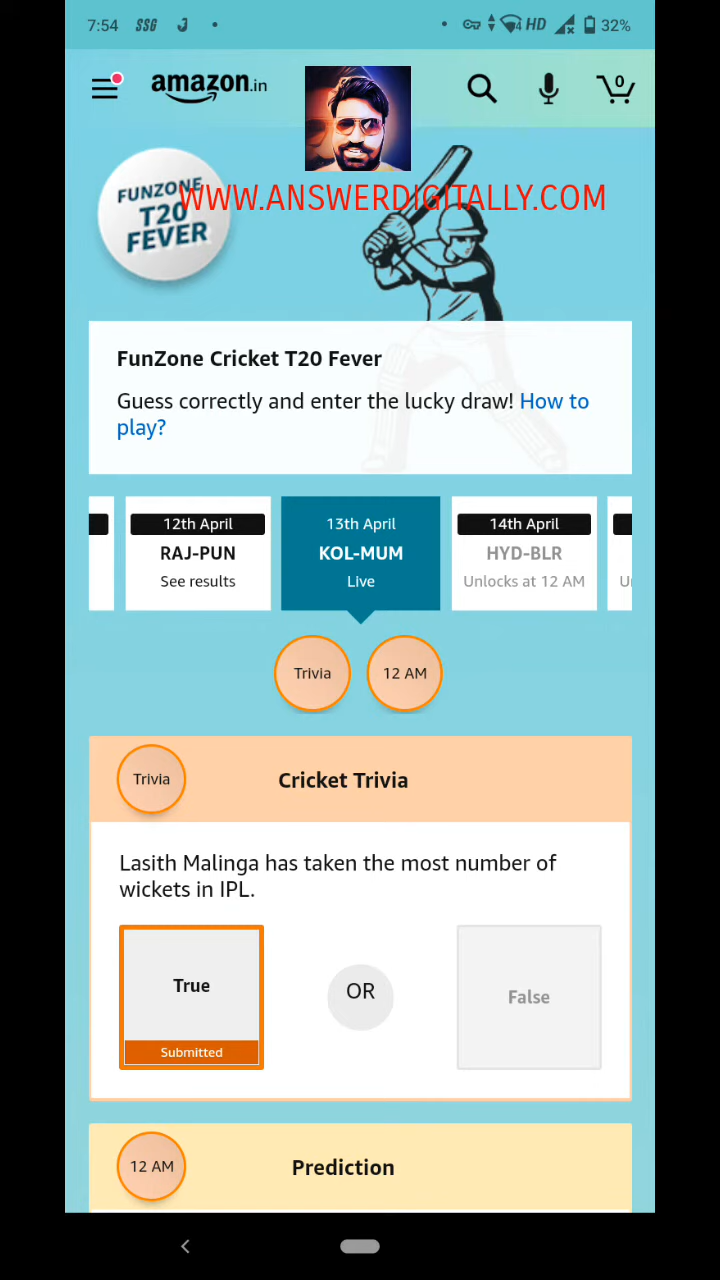 7:54 SSG J HD 32%
amazon.in 0
FUNZONE
T20
FEVER
WWW.ANSWERDIGITALLY.COM
FunZone Cricket T20 Fever
Guess correctly and enter the lucky draw! How to
play?
12th April 13th April 14th April
RAJ-PUN KOL-MUM HYD-BLR
See results Live Unlocks at 12 AM
Trivia 12 AM
Trivia Cricket Trivia
Lasith Malinga has taken the most number of
wickets in IPL.
True OR False
Submitted
12 AM Prediction